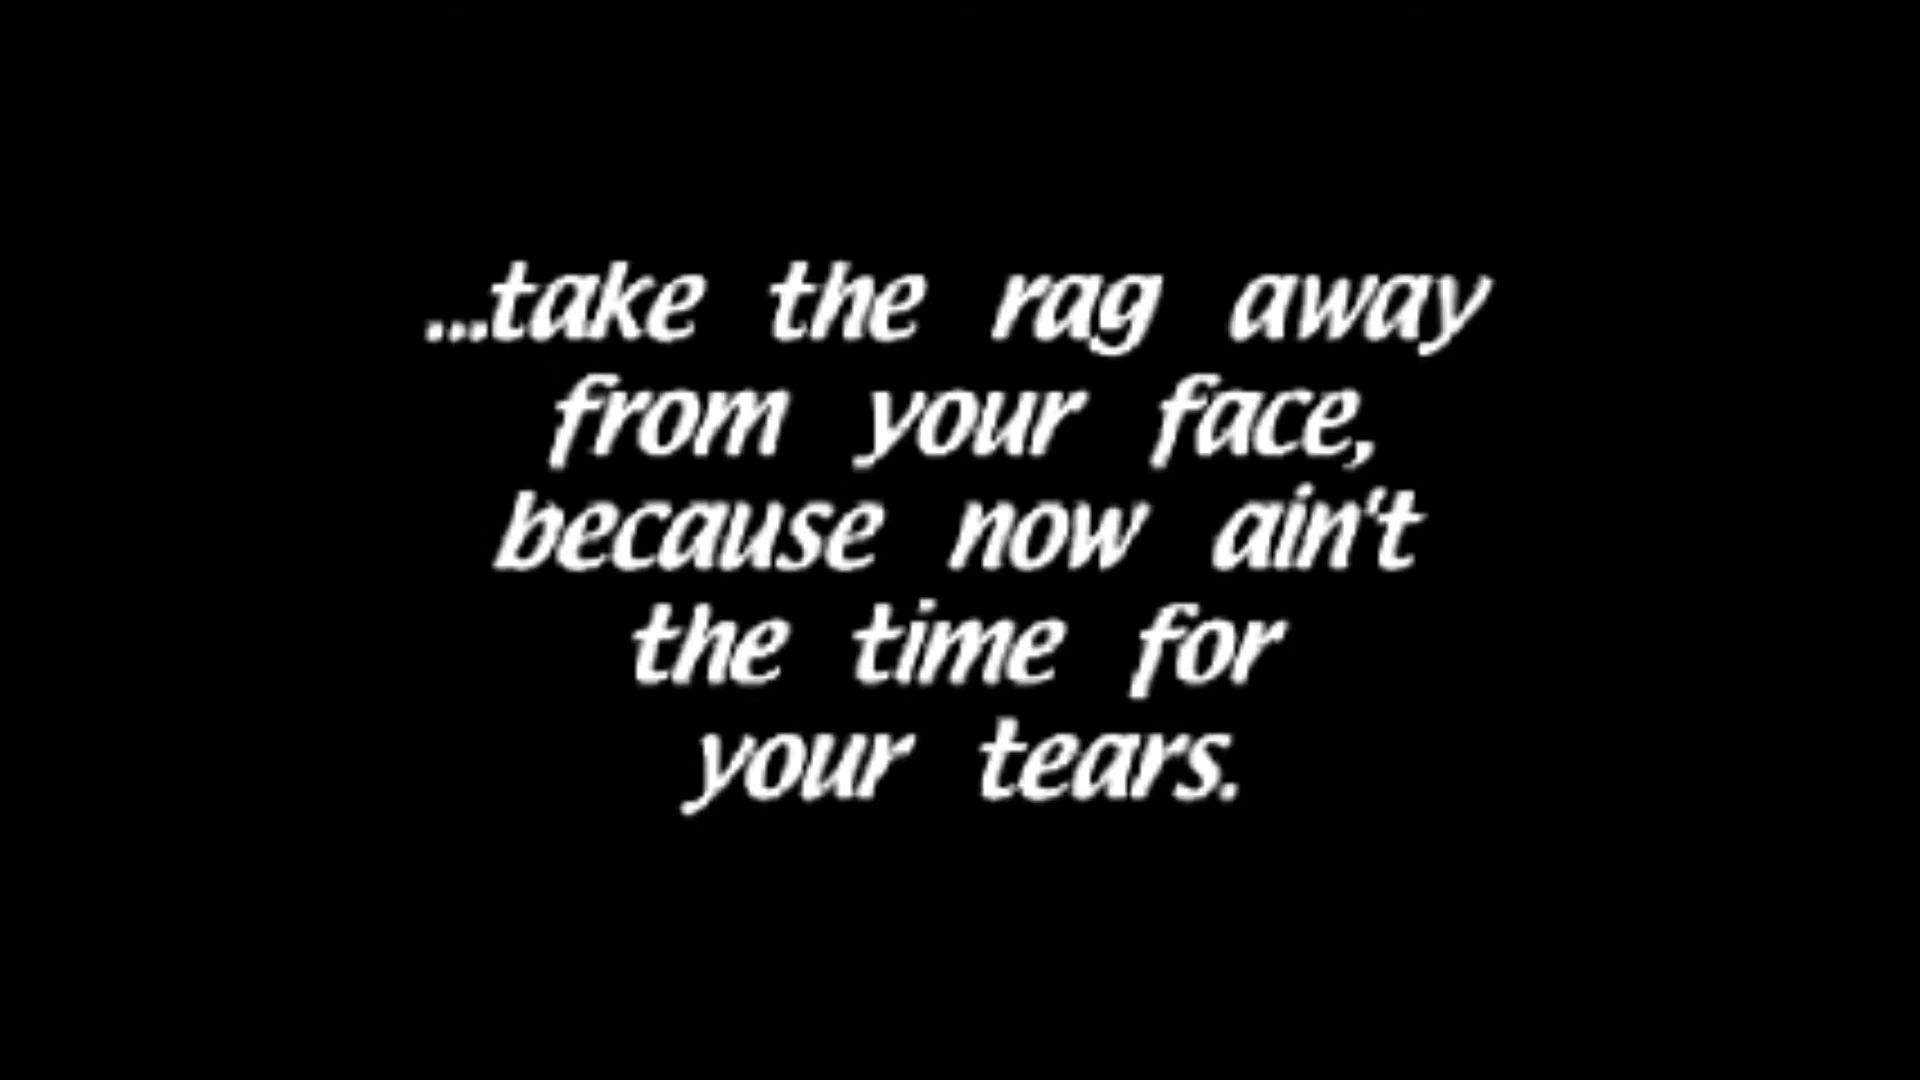 ...take the rag away
from your face,
because now ain't
the time for
your tears.